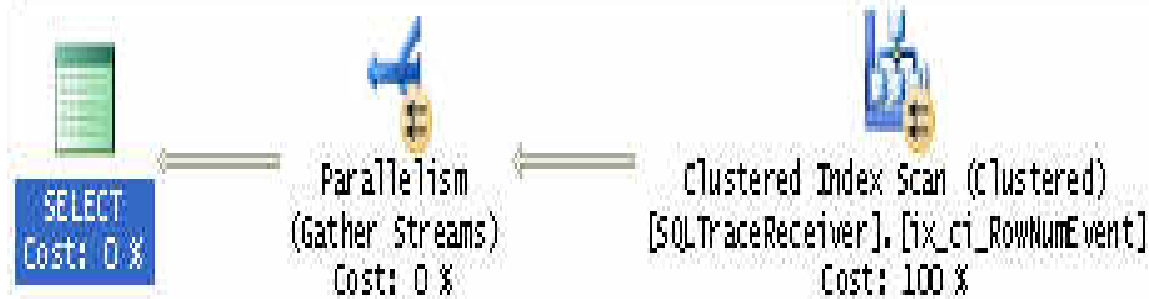 SELECT
Cost: 0 %
Parallelism
(Gather Streams)
Cost: 0 %
Clustered Index Scan (Clustered)
[SQLTraceReceiver].[ix_ci_RowNumEvent]
Cost: 100 %